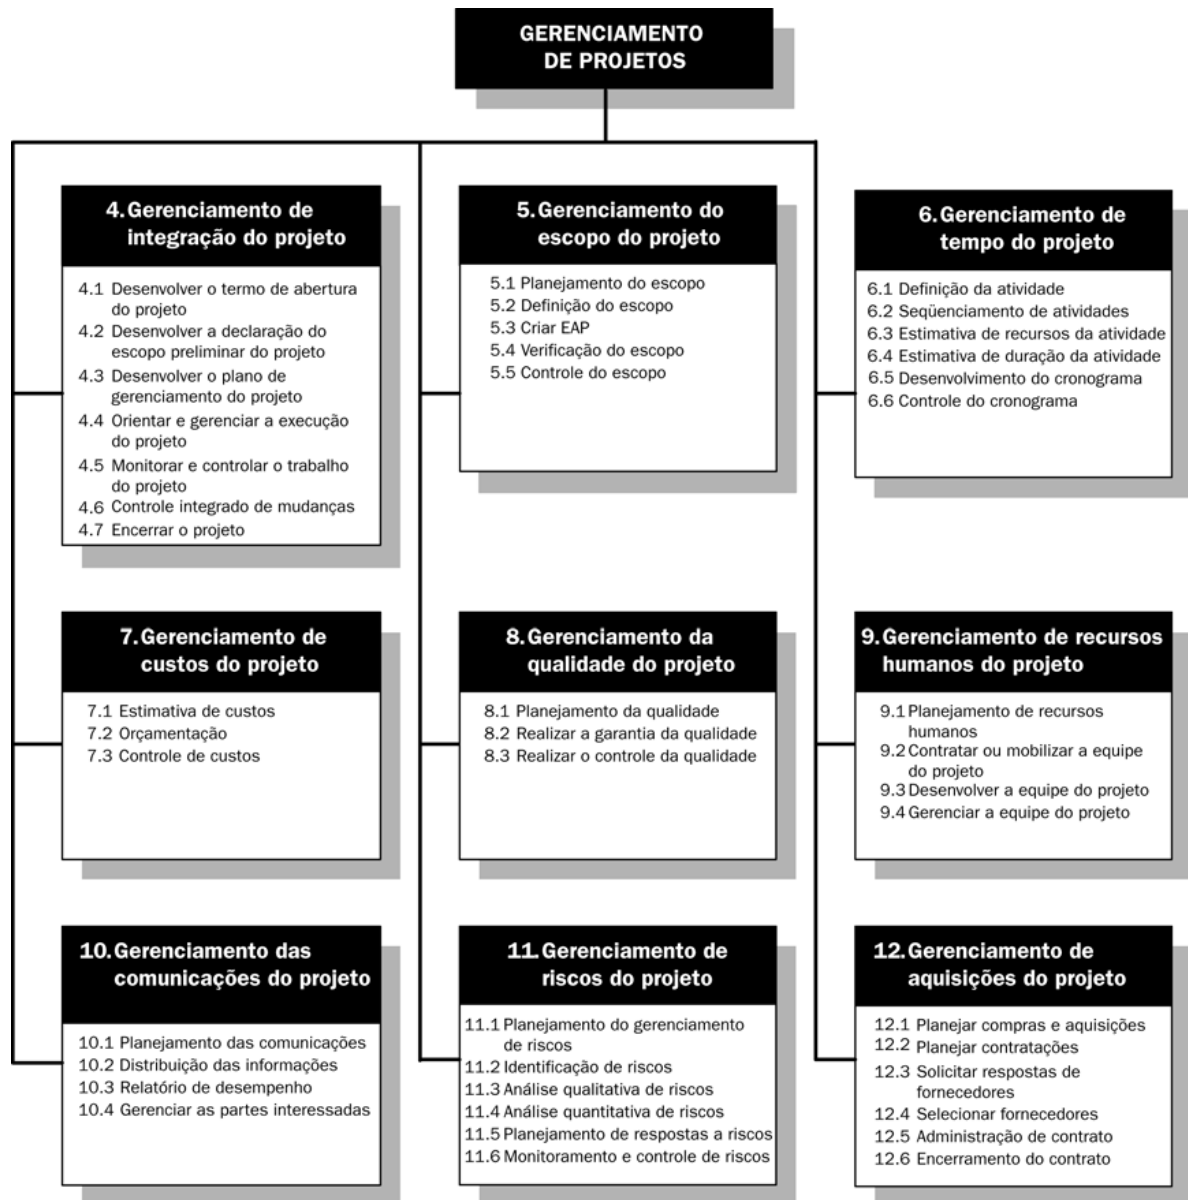 GERENCIAMENTO
DE PROJETOS
4. Gerenciamento de
integração do projeto
4.1 Desenvolver o termo de abertura
do projeto
4.2 Desenvolver a declaração do
escopo preliminar do projeto
4.3 Desenvolver o plano de
gerenciamento do projeto
4.4 Orientar e gerenciar a execução
do projeto
4.5 Monitorar e controlar o trabalho
do projeto
4.6 Controle integrado de mudanças
4.7 Encerrar o projeto
5. Gerenciamento do
escopo do projeto
5.1 Planejamento do escopo
5.2 Definição do escopo
5.3 Criar EAP
5.4 Verificação do escopo
5.5 Controle do escopo
6. Gerenciamento de
tempo do projeto
6.1 Definição da atividade
6.2 Seqüenciamento de atividades
6.3 Estimativa de recursos da atividade
6.4 Estimativa de duração da atividade
6.5 Desenvolvimento do cronograma
6.6 Controle do cronograma
7. Gerenciamento de
custos do projeto
7.1 Estimativa de custos
7.2 Orçamentação
7.3 Controle de custos
8. Gerenciamento da
qualidade do projeto
8.1 Planejamento da qualidade
8.2 Realizar a garantia da qualidade
8.3 Realizar o controle da qualidade
9. Gerenciamento de recursos
humanos do projeto
9.1 Planejamento de recursos
humanos
9.2 Contratar ou mobilizar a equipe
do projeto
9.3 Desenvolver a equipe do projeto
9.4 Gerenciar a equipe do projeto
10. Gerenciamento das
comunicações do projeto
10.1 Planejamento das comunicações
10.2 Distribuição das informações
10.3 Relatório de desempenho
10.4 Gerenciar as partes interessadas
11. Gerenciamento de
riscos do projeto
11.1 Planejamento do gerenciamento
de riscos
11.2 Identificação de riscos
11.3 Análise qualitativa de riscos
11.4 Análise quantitativa de riscos
11.5 Planejamento de respostas a riscos
11.6 Monitoramento e controle de riscos
12. Gerenciamento de
aquisições do projeto
12.1 Planejar compras e aquisições
12.2 Planejar contratações
12.3 Solicitar respostas de
fornecedores
12.4 Selecionar fornecedores
12.5 Administração de contrato
12.6 Encerramento do contrato